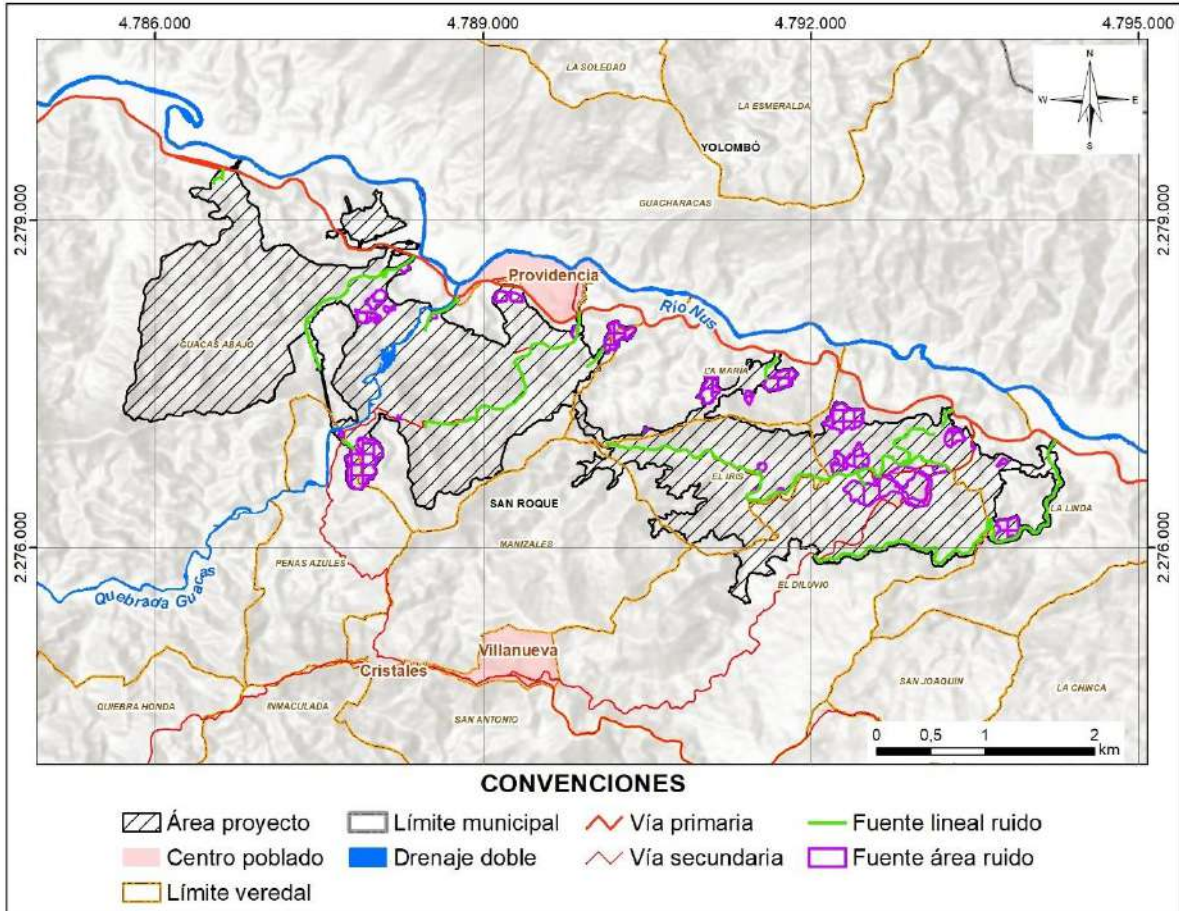 4.786.000 4.789.000 4.792.000 4.795.000
N
W E
S
LA SOLEDAD
LA ESMERALDA
YOLOMBÓ
GUACHARACAS
2.279.000 2.279.000
Providencia
Río Nus
GUACAS ABAJO
LA MARIA
EL IRIS
SAN ROQUE
LA LINDA
MANIZALES
2.276.000 2.276.000
PEÑAS AZULES
EL DILUVIO
Quebrada Guacas
Villanueva
Cristales
SAN JOAQUIN
LA CHINCA
QUIEBRA HONDA
INMACULADA
SAN ANTONIO
0 0,5 1 2
km
CONVENCIONES
Área proyecto Límite municipal Vía primaria Fuente lineal ruido
Centro poblado Drenaje doble Vía secundaria Fuente área ruido
Límite veredal